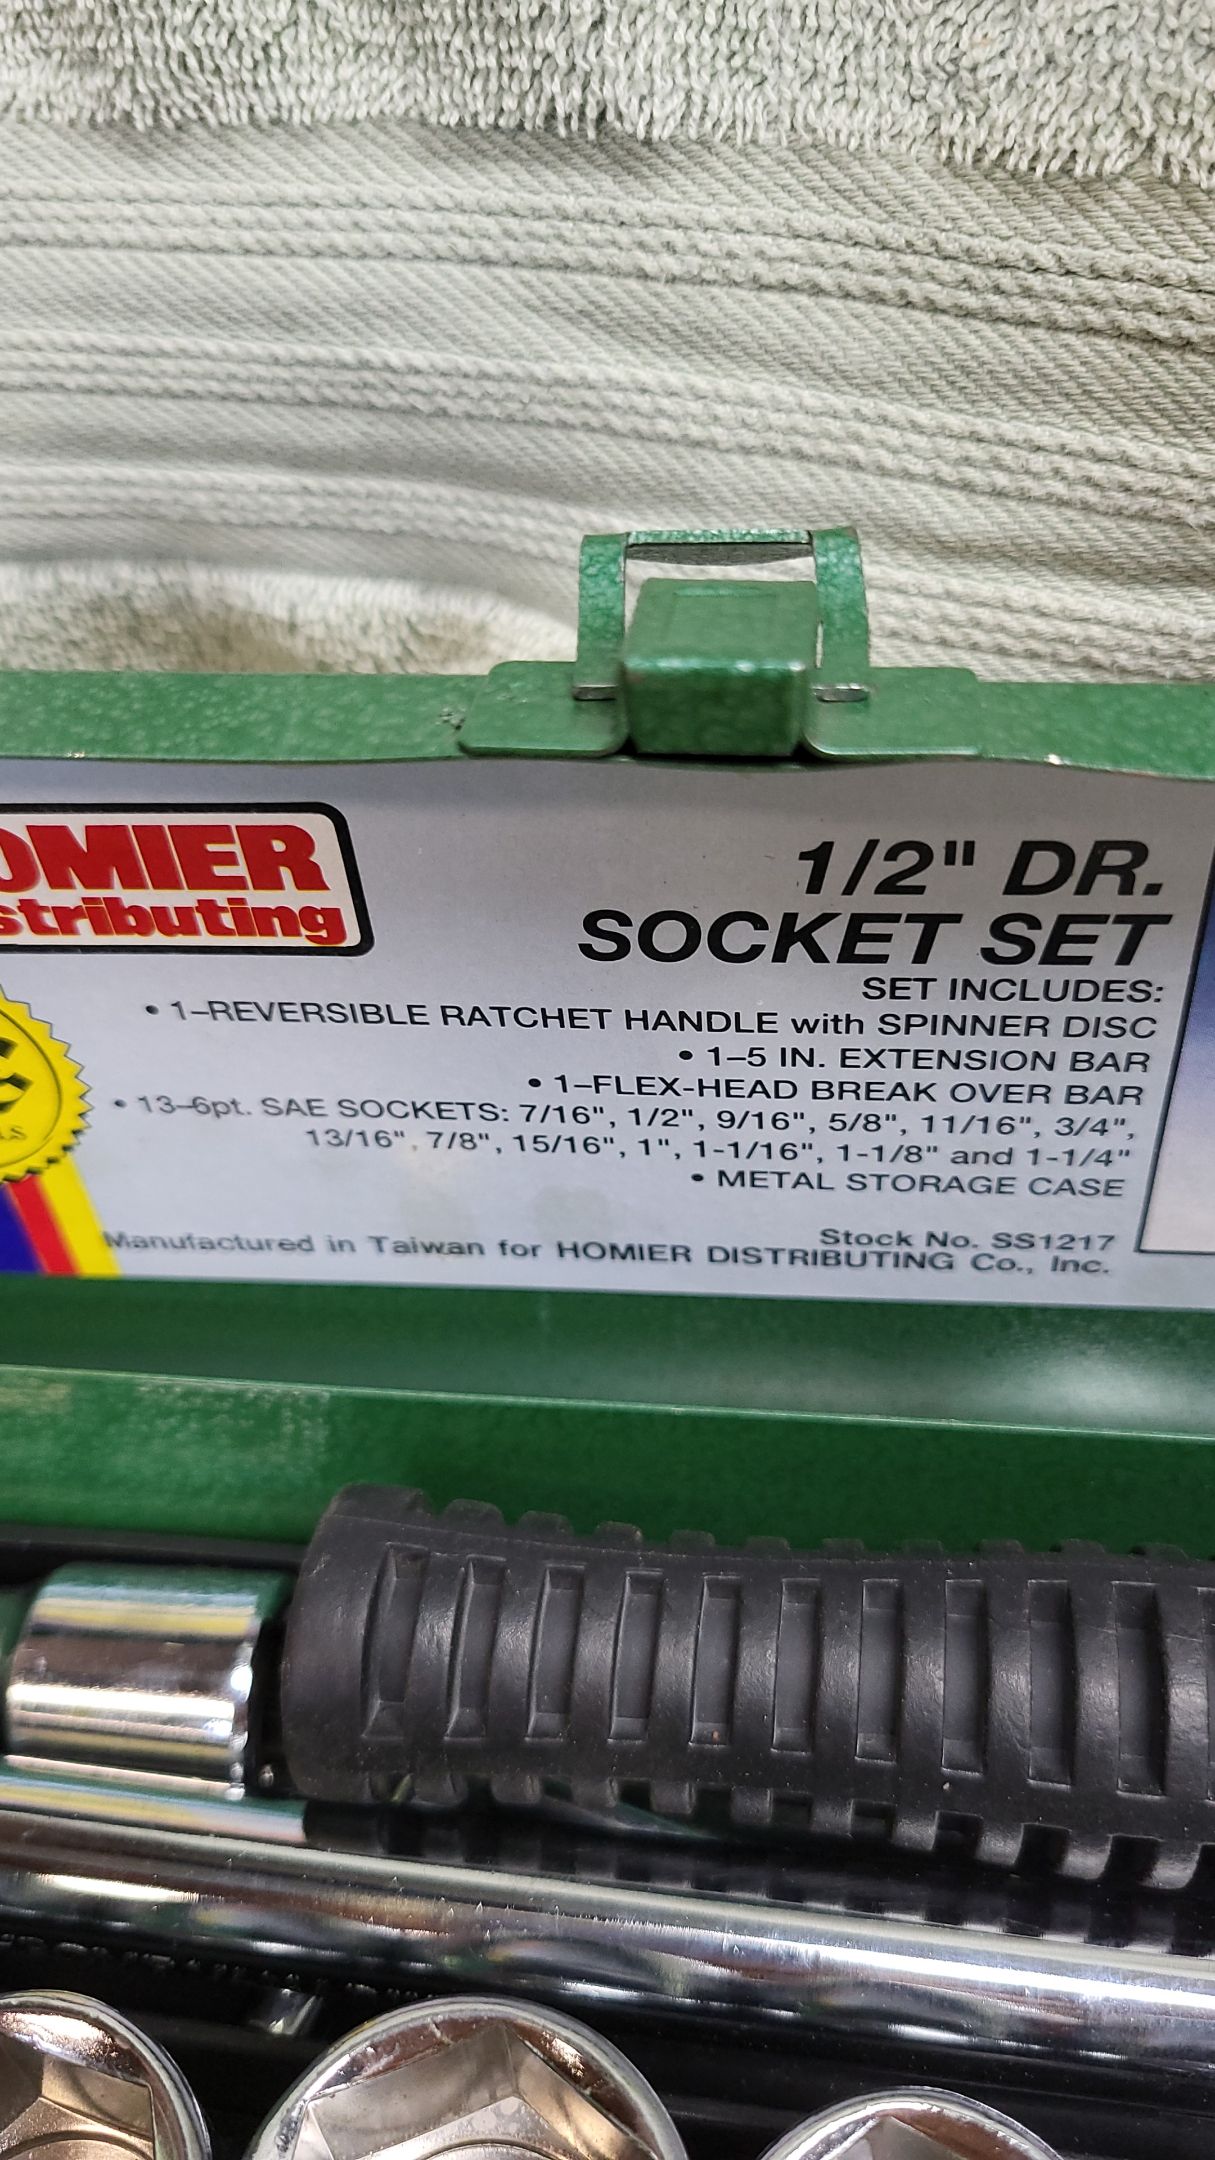 OMIER
stributing
1/2" DR.
SOCKET SET
SET INCLUDES:
• 1–REVERSIBLE RATCHET HANDLE with SPINNER DISC
• 1–5 IN. EXTENSION BAR
• 1–FLEX-HEAD BREAK OVER BAR
• 13–6pt. SAE SOCKETS: 7/16", 1/2", 9/16", 5/8", 11/16", 3/4",
13/16", 7/8", 15/16", 1", 1-1/16", 1-1/8" and 1-1/4"
• METAL STORAGE CASE
Stock No. SS1217
Manufactured in Taiwan for HOMIER DISTRIBUTING Co., Inc.